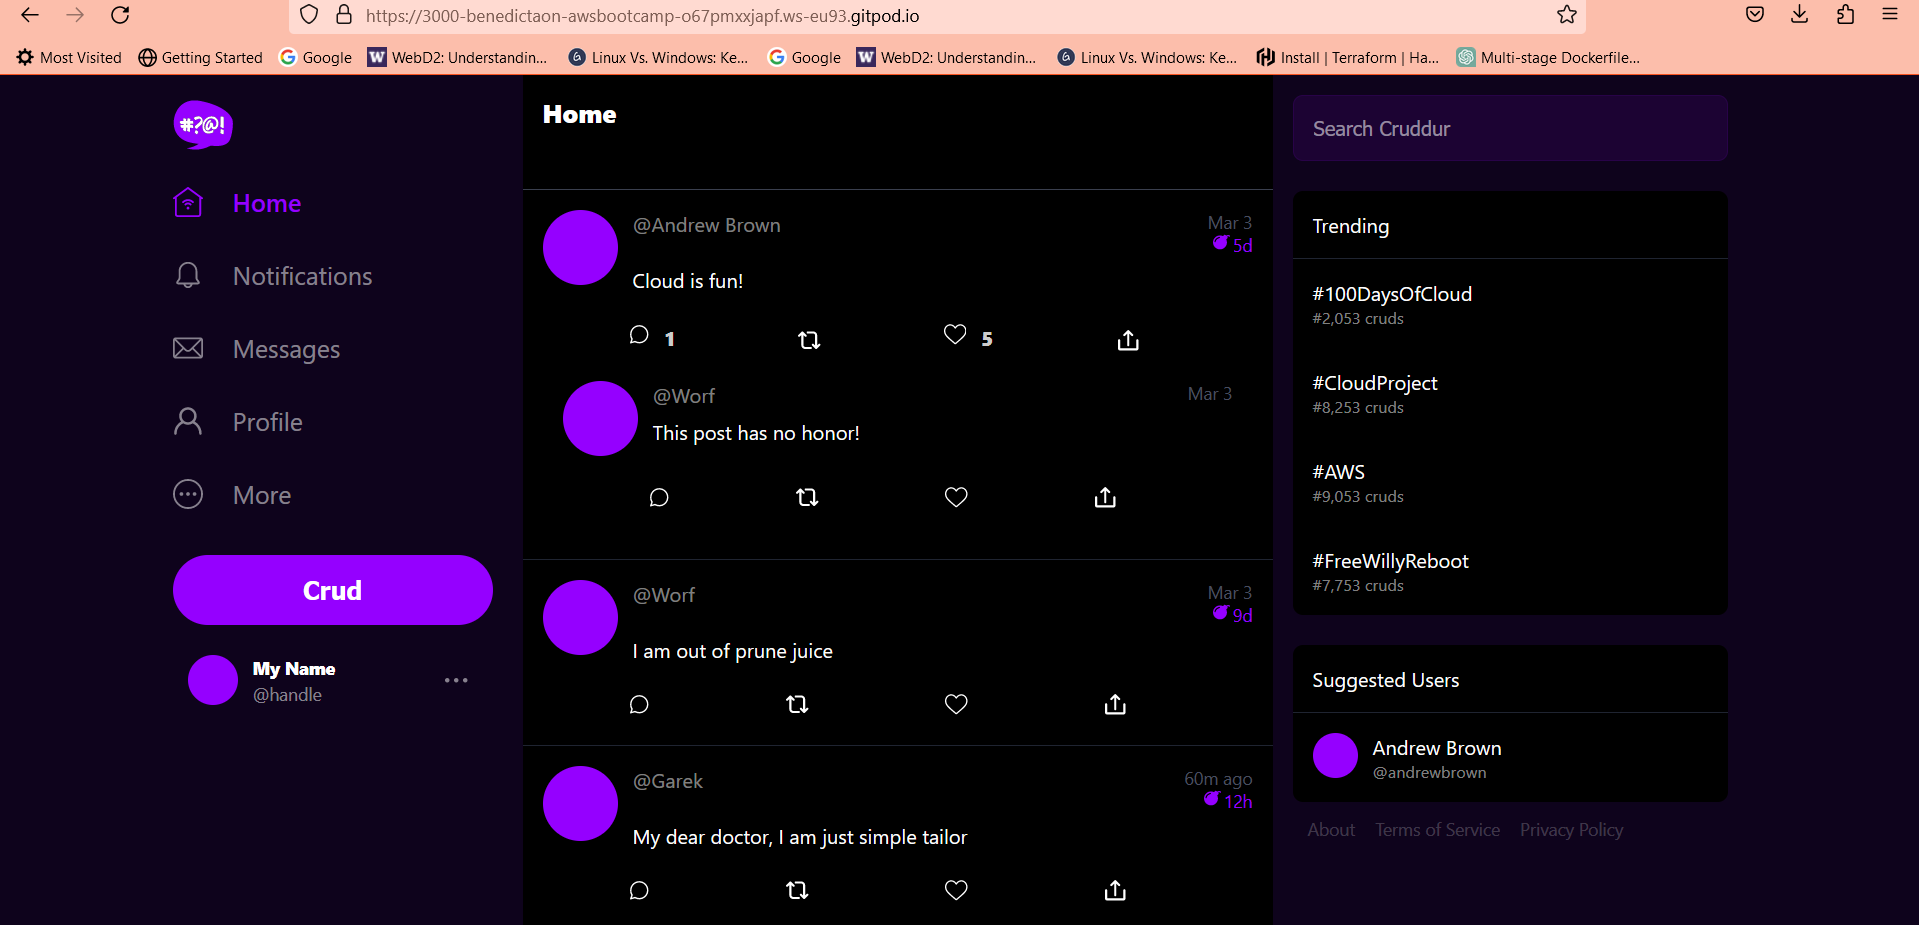 https://3000-benedictaon-awsbootcamp-o67pmxxjapf.ws-eu93.gitpod.io
Most Visited Getting Started Google WebD2: Understandin... Linux Vs. Windows: Ke... Google WebD2: Understandin... Linux Vs. Windows: Ke... Install | Terraform | Ha... Multi-stage Dockerfile...
#?@!
Home
Notifications
Messages
Profile
More
Crud
My Name
@handle
Home
@Andrew Brown
Mar 3
5d
Cloud is fun!
1 5
@Worf
Mar 3
This post has no honor!
@Worf
Mar 3
9d
I am out of prune juice
@Garek
60m ago
12h
My dear doctor, I am just simple tailor
Search Cruddur
Trending
#100DaysOfCloud
#2,053 cruds
#CloudProject
#8,253 cruds
#AWS
#9,053 cruds
#FreeWillyReboot
#7,753 cruds
Suggested Users
Andrew Brown
@andrewbrown
About Terms of Service Privacy Policy